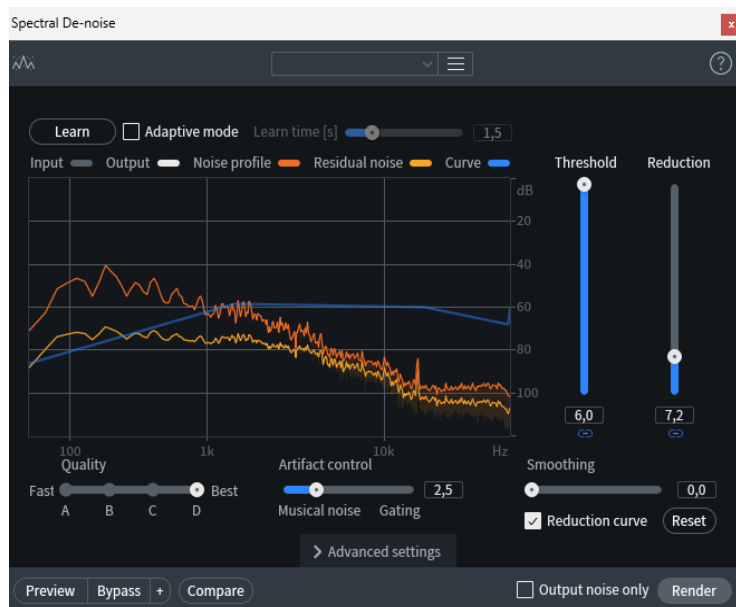 Spectral De-noise
x
?
Learn Adaptive mode Learn time [s] 1,5
Input Output Noise profile Residual noise Curve Threshold Reduction
dB
-20
-40
-60
-80
-100
6,0 7,2
100 1k 10k Hz
Quality Artifact control Smoothing
Fast Best 2,5 0,0
A B C D Musical noise Gating
Reduction curve Reset
Advanced settings
Preview Bypass + Compare Output noise only Render